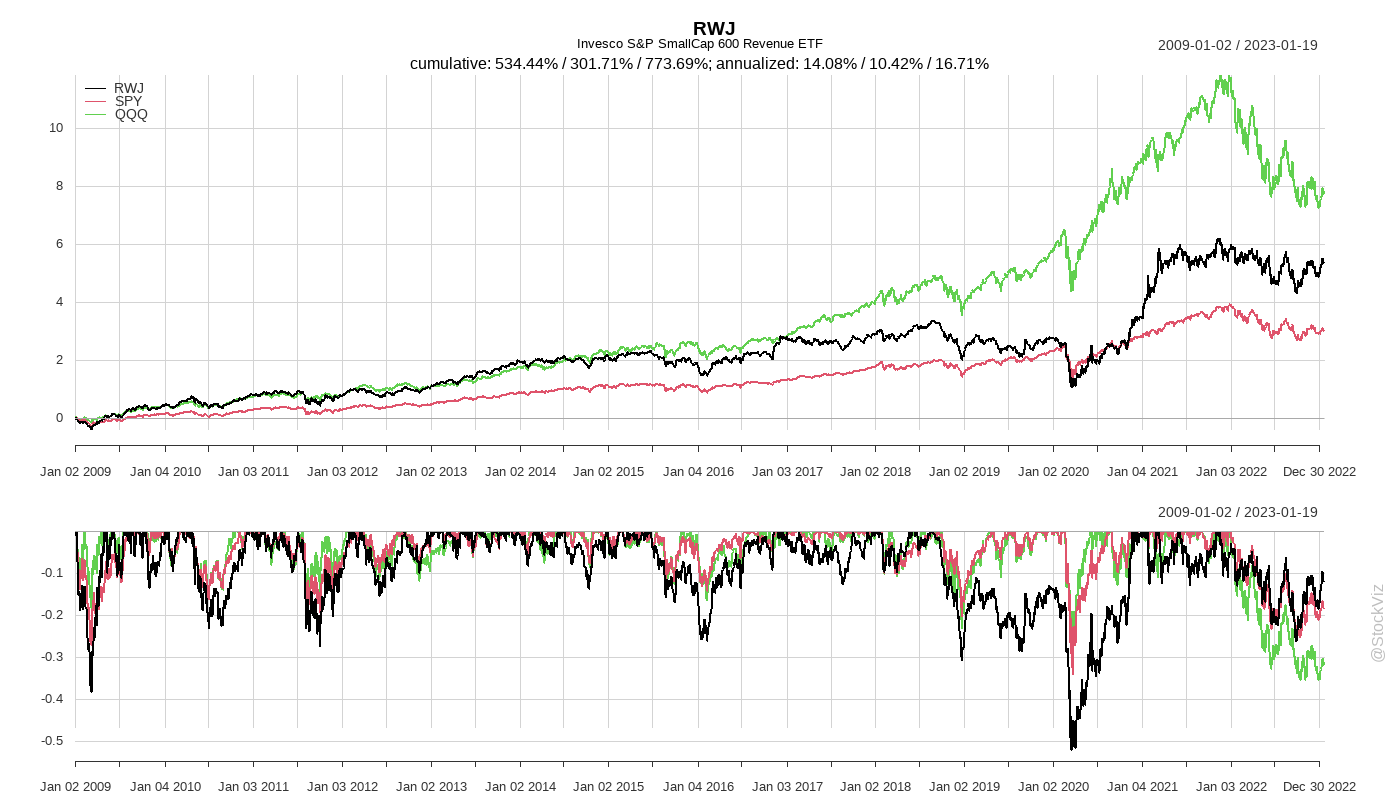 RWJ
Invesco S&P SmallCap 600 Revenue ETF
2009-01-02 / 2023-01-19
cumulative: 534.44% / 301.71% / 773.69%; annualized: 14.08% / 10.42% / 16.71%
RWJ
SPY
QQQ
10
8
6
4
2
0
Jan 02 2009 Jan 04 2010 Jan 03 2011 Jan 03 2012 Jan 02 2013 Jan 02 2014 Jan 02 2015 Jan 04 2016 Jan 03 2017 Jan 02 2018 Jan 02 2019 Jan 02 2020 Jan 04 2021 Jan 03 2022 Dec 30 2022
2009-01-02 / 2023-01-19
-0.1
-0.2
-0.3
-0.4
-0.5
Jan 02 2009 Jan 04 2010 Jan 03 2011 Jan 03 2012 Jan 02 2013 Jan 02 2014 Jan 02 2015 Jan 04 2016 Jan 03 2017 Jan 02 2018 Jan 02 2019 Jan 02 2020 Jan 04 2021 Jan 03 2022 Dec 30 2022
@StockViz